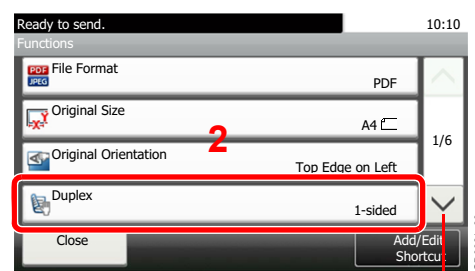 Ready to send. 10:10
Functions
PDF
JPEG
File Format
PDF
Original Size
A4
2
1/6
Original Orientation
Top Edge on Left
Duplex
1-sided
Close
Add/Edit
Shortcut